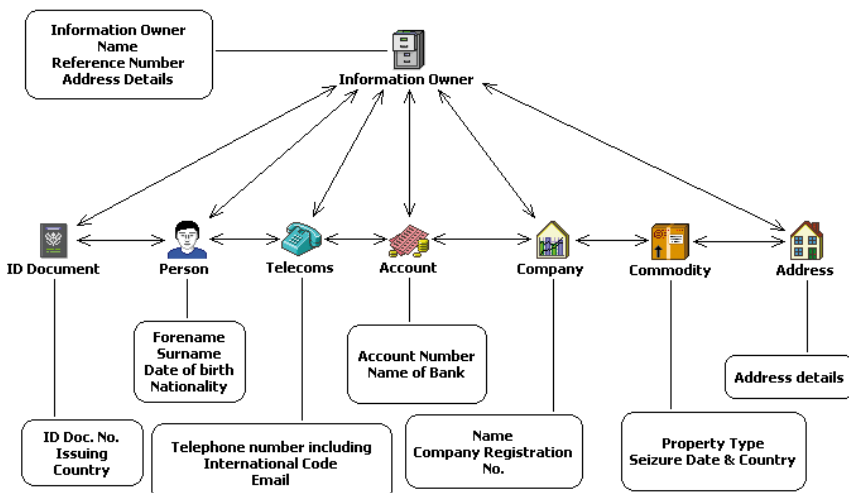 Information Owner
Name
Reference Number
Address Details
Information Owner
ID Document
Person
Telecoms
Account
Company
Commodity
Address
Forename
Surname
Date of birth
Nationality
Account Number
Name of Bank
Address details
ID Doc. No.
Issuing
Country
Telephone number including
International Code
Email
Name
Company Registration
No.
Property Type
Seizure Date & Country